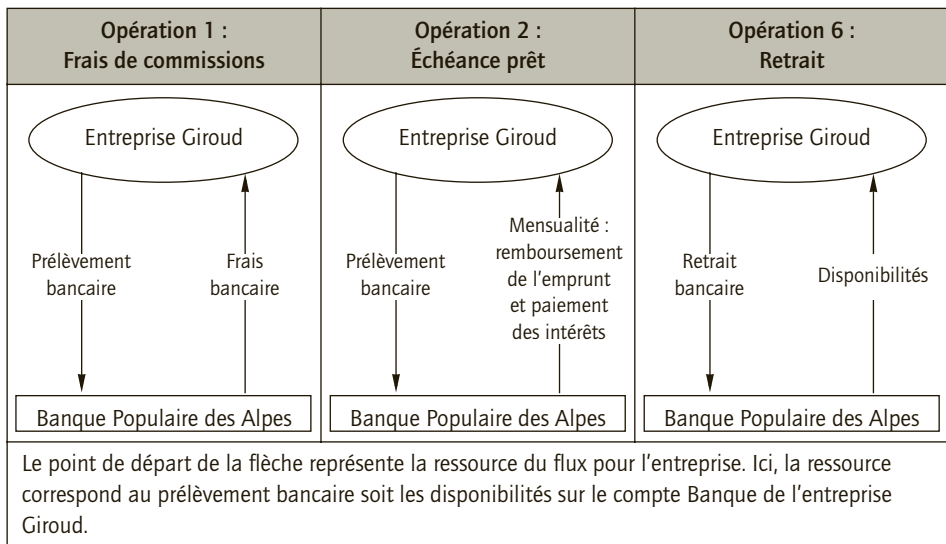 Opération 1 :
Frais de commissions
Opération 2 :
Échéance prêt
Opération 6 :
Retrait
Entreprise Giroud
Prélèvement
bancaire
Frais
bancaire
Banque Populaire des Alpes
Entreprise Giroud
Prélèvement
bancaire
Mensualité :
remboursement
de l'emprunt
et paiement
des intérêts
Banque Populaire des Alpes
Entreprise Giroud
Retrait
bancaire
Disponibilités
Banque Populaire des Alpes
Le point de départ de la flèche représente la ressource du flux pour l'entreprise. Ici, la ressource
correspond au prélèvement bancaire soit les disponibilités sur le compte Banque de l'entreprise
Giroud.